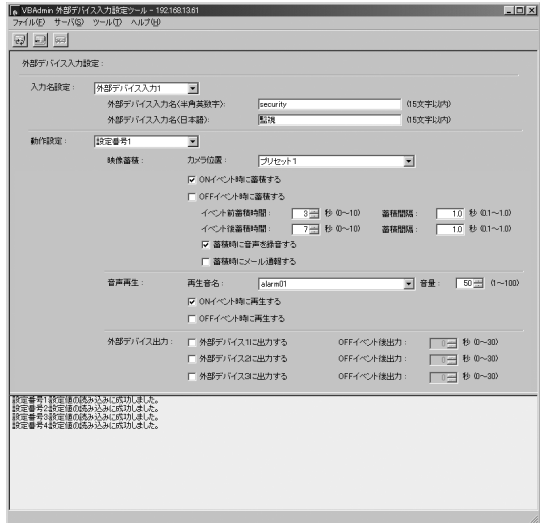 VBAdmin 外部デバイス入力設定ツール - 192.168.13.61
ファイル(F) サーバ(S) ツール(T) ヘルプ(H)
外部デバイス入力設定：
入力名設定： 外部デバイス入力1
外部デバイス入力名(半角英数字)： security (15文字以内)
外部デバイス入力名(日本語)： 監視 (15文字以内)
動作設定： 設定番号1
映像蓄積： カメラ位置： プリセット1
ONイベント時に蓄積する
OFFイベント時に蓄積する
イベント前蓄積時間： 3 秒 (0～10) 蓄積間隔： 1.0 秒 (0.1～1.0)
イベント後蓄積時間： 7 秒 (0～10) 蓄積間隔： 1.0 秒 (0.1～1.0)
蓄積時に音声を録音する
蓄積時にメール通報する
音声再生： 再生音名： alarm01 音量： 50 (1～100)
ONイベント時に再生する
OFFイベント時に再生する
外部デバイス出力： 外部デバイス1に出力する OFFイベント後出力： 0 秒 (0～30)
外部デバイス2に出力する OFFイベント後出力： 0 秒 (0～30)
外部デバイス3に出力する OFFイベント後出力： 0 秒 (0～30)
設定番号1設定値の読み込みに成功しました。
設定番号2設定値の読み込みに成功しました。
設定番号3設定値の読み込みに成功しました。
設定番号4設定値の読み込みに成功しました。